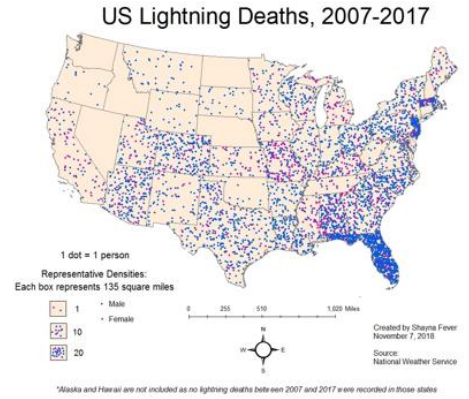 US Lightning Deaths, 2007-2017
1 dot = 1 person
Representative Densities:
Each box represents 135 square miles
1
10
20
• Male
• Female
0 255 510 1,020 Miles
N
W E
S
Created by Shayna Fever
November 7, 2018
Source:
National Weather Service
*Alaska and Hawaii are not included as no lightning deaths between 2007 and 2017 were recorded in those states